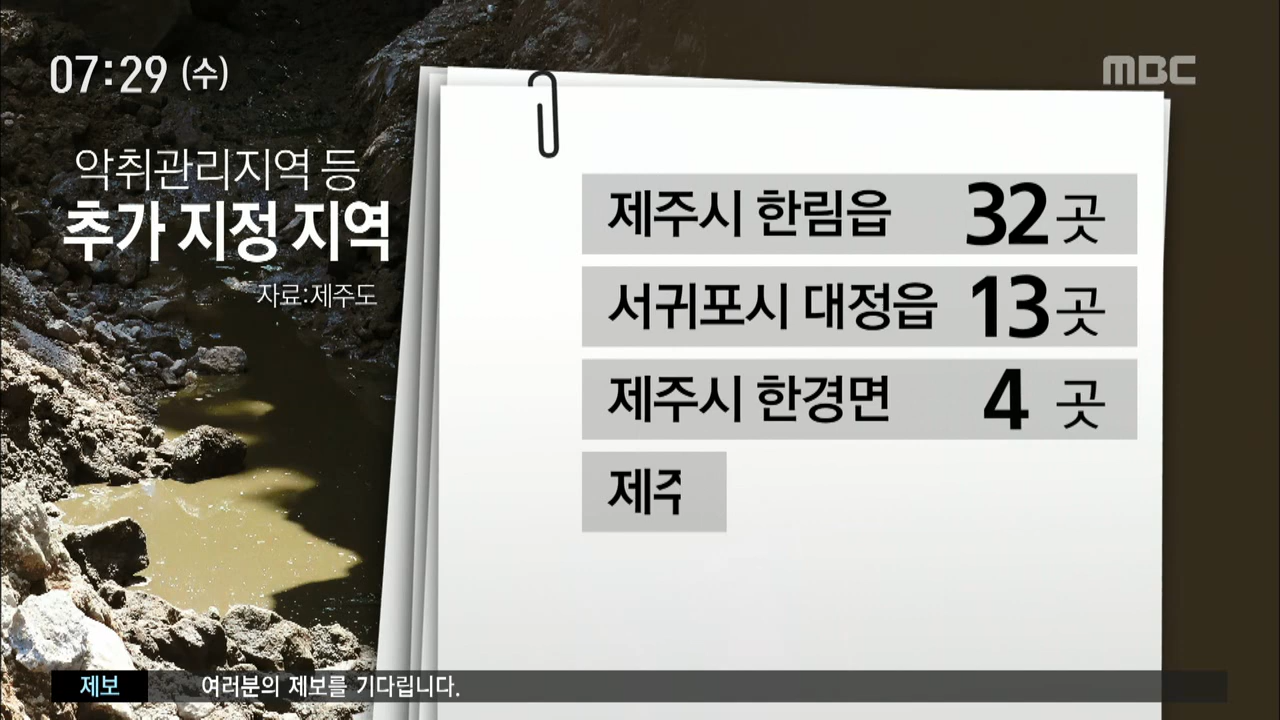 07:29 (수)
MBC
악취관리지역 등
추가 지정 지역
자료:제주도
제주시 한림읍 32곳
서귀포시 대정읍 13곳
제주시 한경면 4곳
제주
제보 여러분의 제보를 기다립니다.